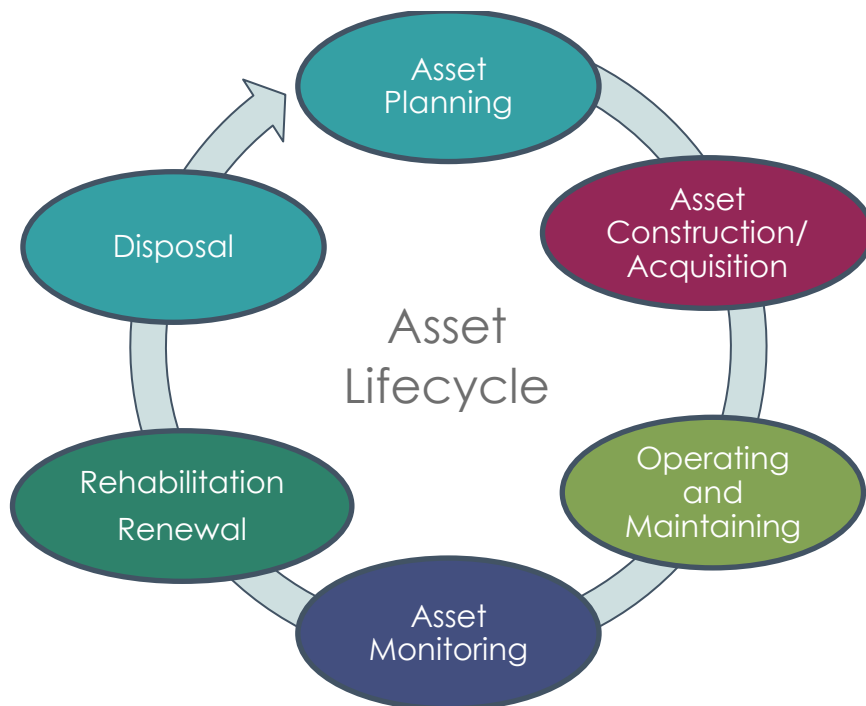 Asset
Planning
Asset
Construction/
Acquisition
Operating
and
Maintaining
Asset
Monitoring
Rehabilitation
Renewal
Disposal
Asset
Lifecycle